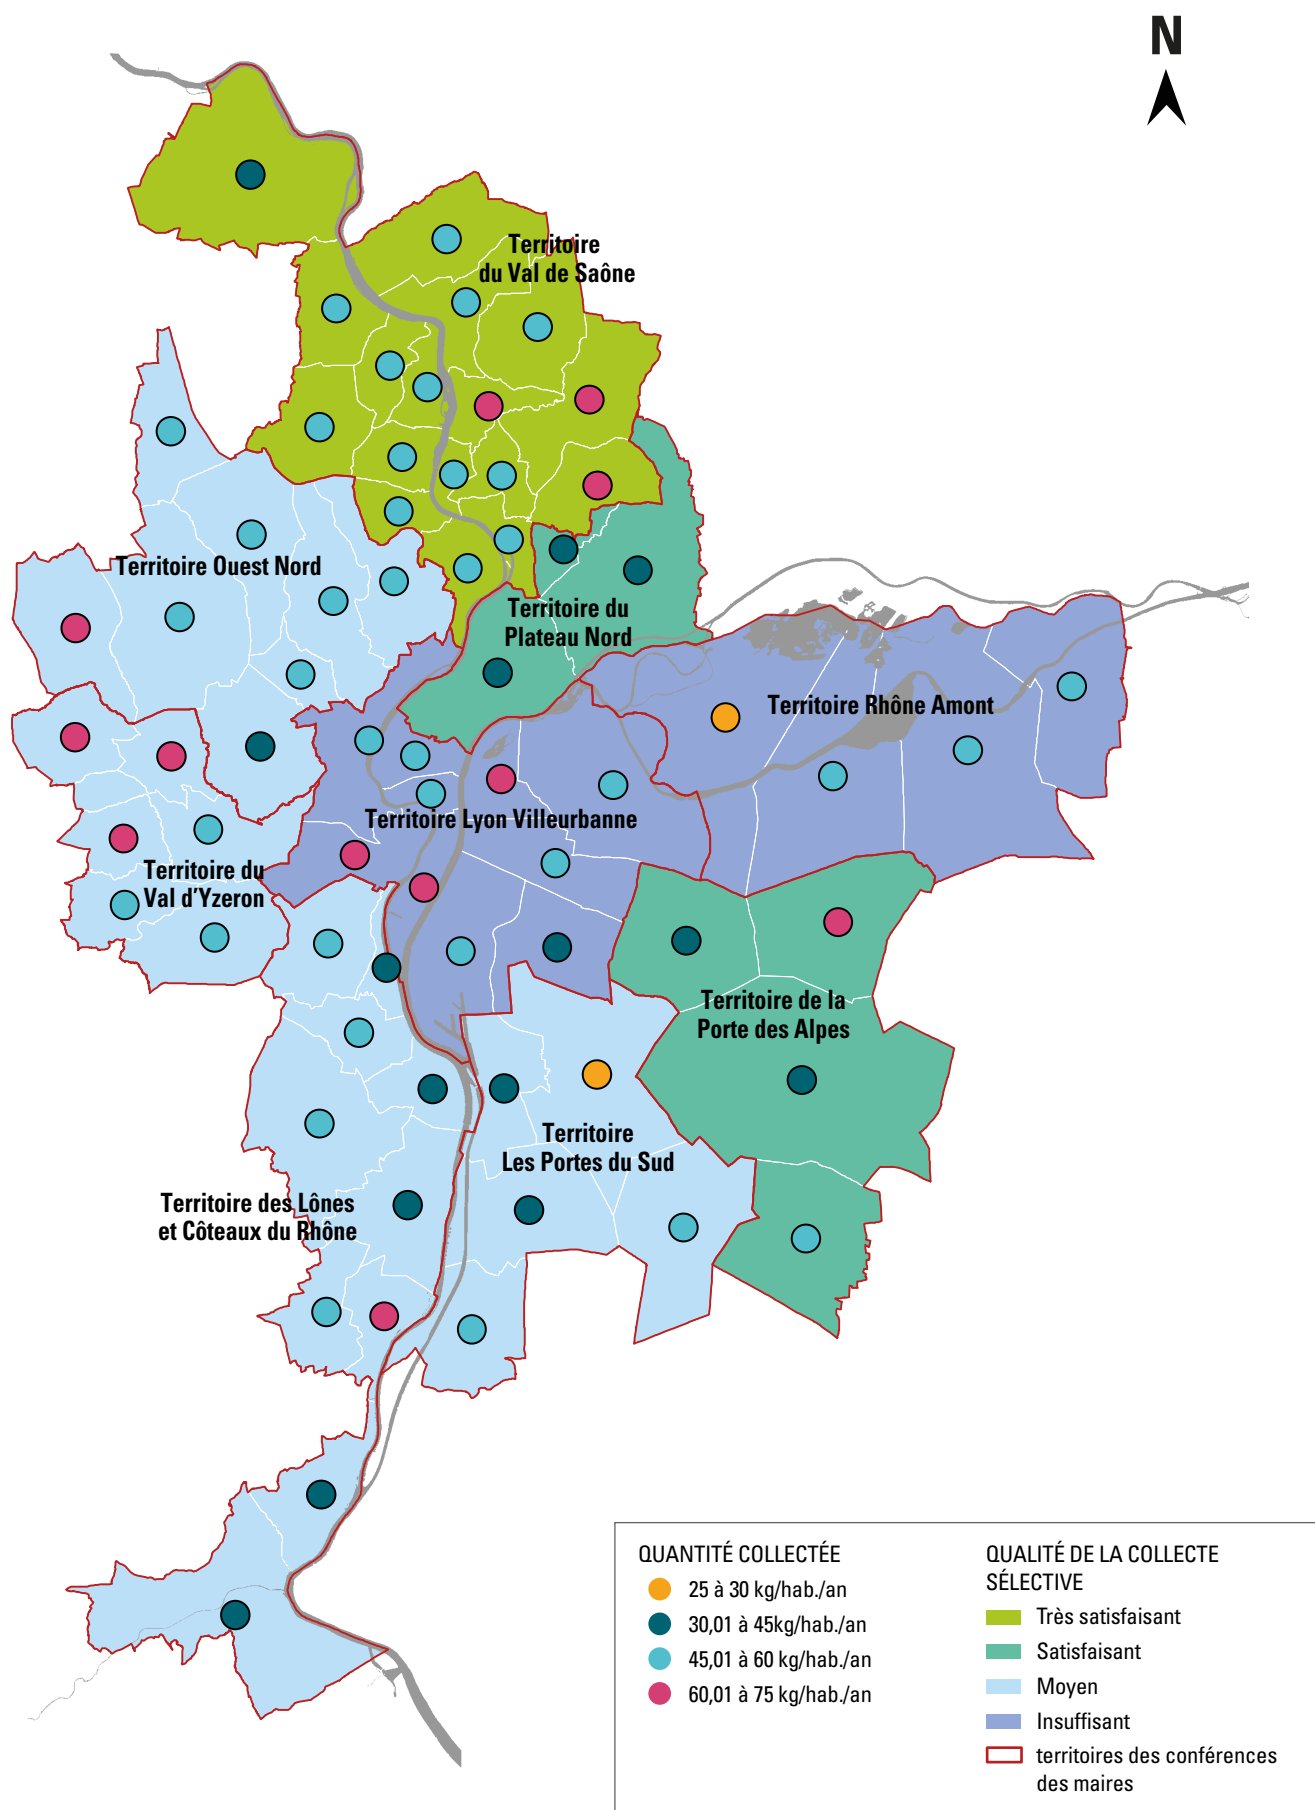 N
Territoire
du Val de Saône
Territoire Ouest Nord
Territoire du
Plateau Nord
Territoire Rhône Amont
Territoire Lyon Villeurbanne
Territoire du
Val d'Yzeron
Territoire de la
Porte des Alpes
Territoire
Les Portes du Sud
Territoire des Lônes
et Côteaux du Rhône
QUANTITÉ COLLECTÉE
25 à 30 kg/hab./an
30,01 à 45kg/hab./an
45,01 à 60 kg/hab./an
60,01 à 75 kg/hab./an
QUALITÉ DE LA COLLECTE
SÉLECTIVE
Très satisfaisant
Satisfaisant
Moyen
Insuffisant
territoires des conférences
des maires